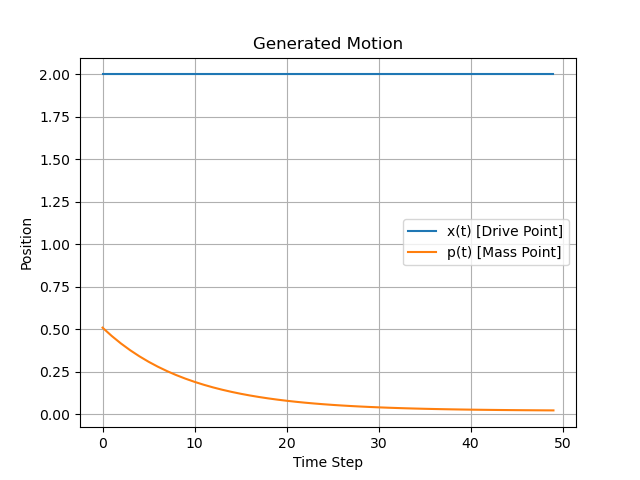 Generated Motion
Position
2.00
1.75
1.50
1.25
1.00
0.75
0.50
0.25
0.00
x(t) [Drive Point]
p(t) [Mass Point]
0 10 20 30 40 50
Time Step